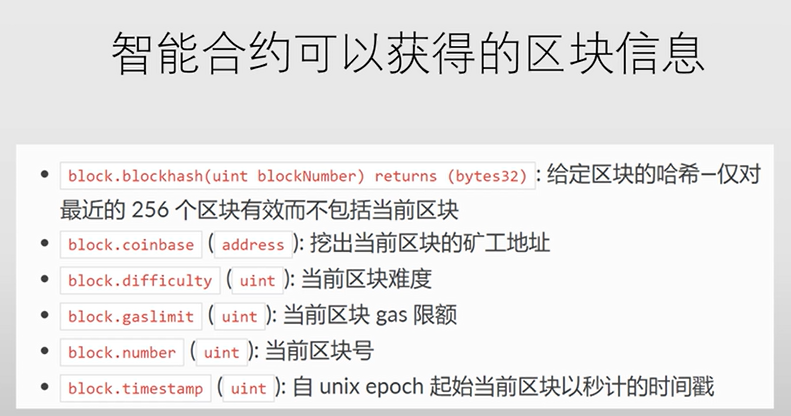 智能合约可以获得的区块信息
• block.blockhash(uint blockNumber) returns (bytes32) : 给定区块的哈希—仅对
最近的 256 个区块有效而不包括当前区块
• block.coinbase ( address ): 挖出当前区块的矿工地址
• block.difficulty ( uint ): 当前区块难度
• block.gaslimit ( uint ): 当前区块 gas 限额
• block.number ( uint ): 当前区块号
• block.timestamp ( uint ): 自 unix epoch 起始当前区块以秒计的时间戳